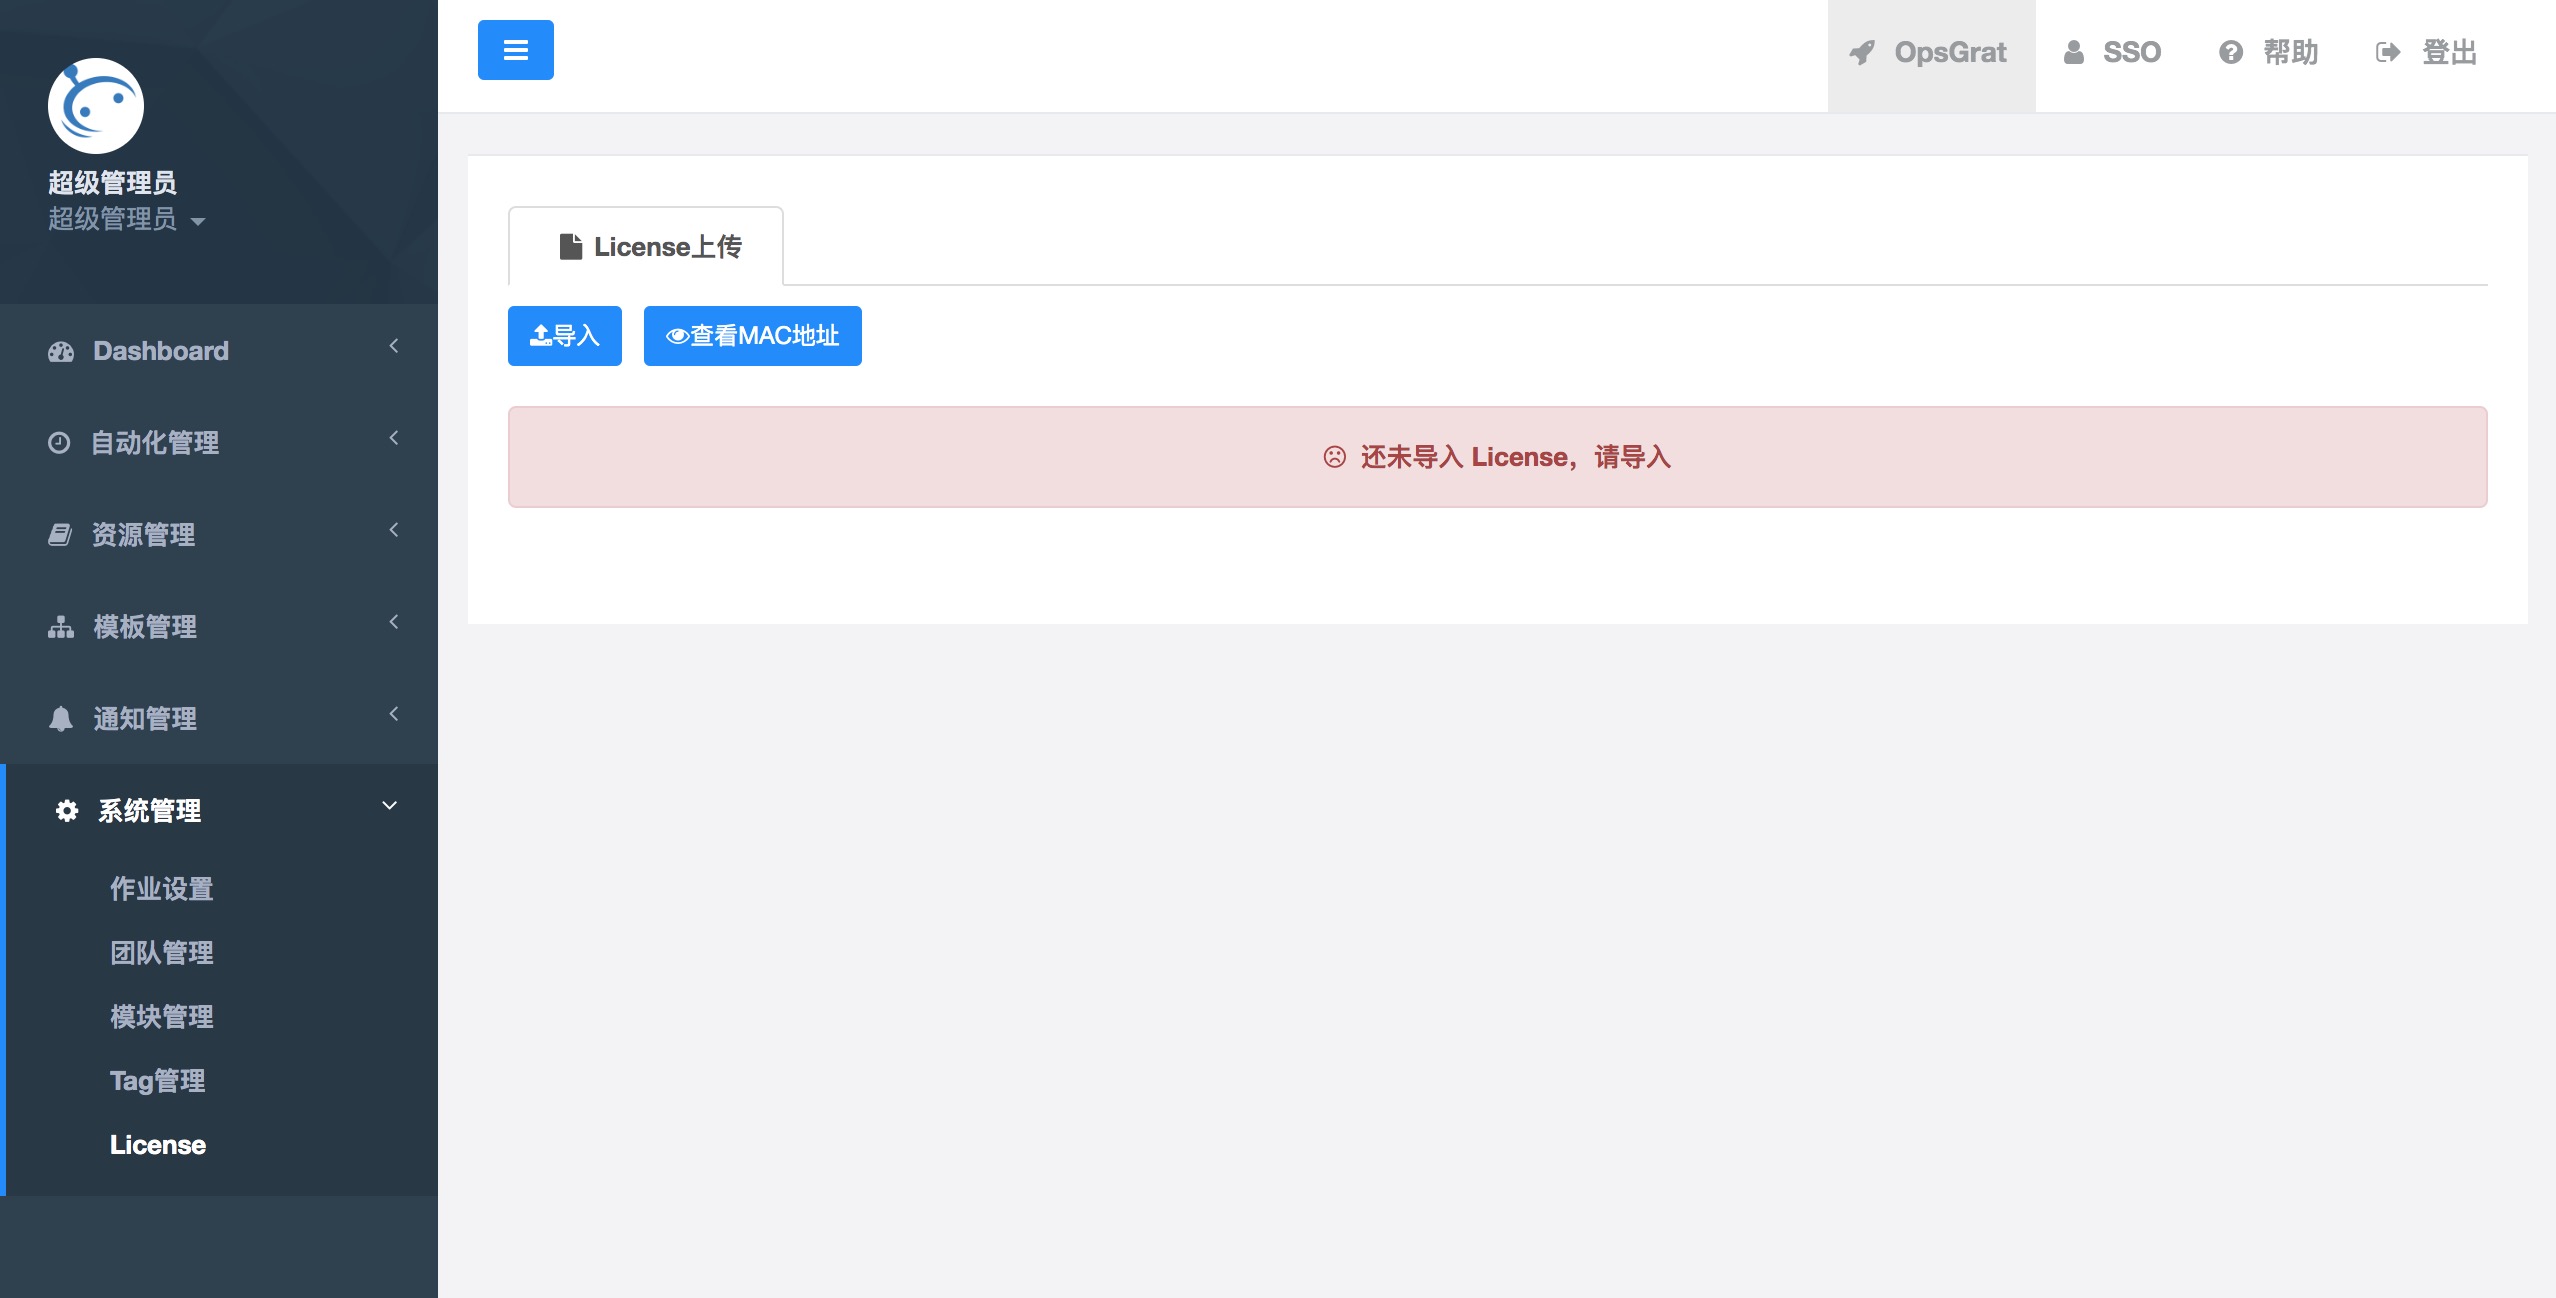 超级管理员
超级管理员
Dashboard
自动化管理
资源管理
模板管理
通知管理
系统管理
作业设置
团队管理
模块管理
Tag管理
License
OpsGrat
SSO
帮助
登出
License上传
导入
查看MAC地址
还未导入 License，请导入